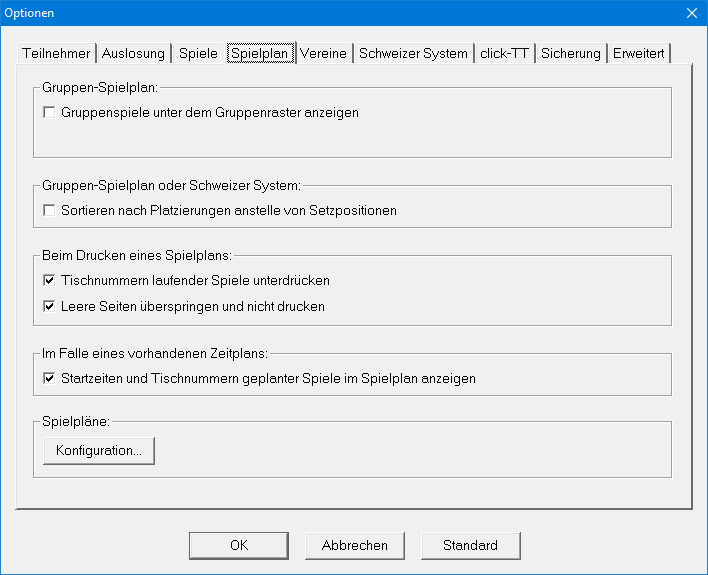 Optionen
Teilnehmer Auslosung Spiele Spielplan Vereine Schweizer System click-TT Sicherung Erweitert
Gruppen-Spielplan:
Gruppenspiele unter dem Gruppenraster anzeigen
Gruppen-Spielplan oder Schweizer System:
Sortieren nach Platzierungen anstelle von Setzpositionen
Beim Drucken eines Spielplans:
Tischnummern laufender Spiele unterdrücken
Leere Seiten überspringen und nicht drucken
Im Falle eines vorhandenen Zeitplans:
Startzeiten und Tischnummern geplanter Spiele im Spielplan anzeigen
Spielpläne:
Konfiguration...
OK Abbrechen Standard